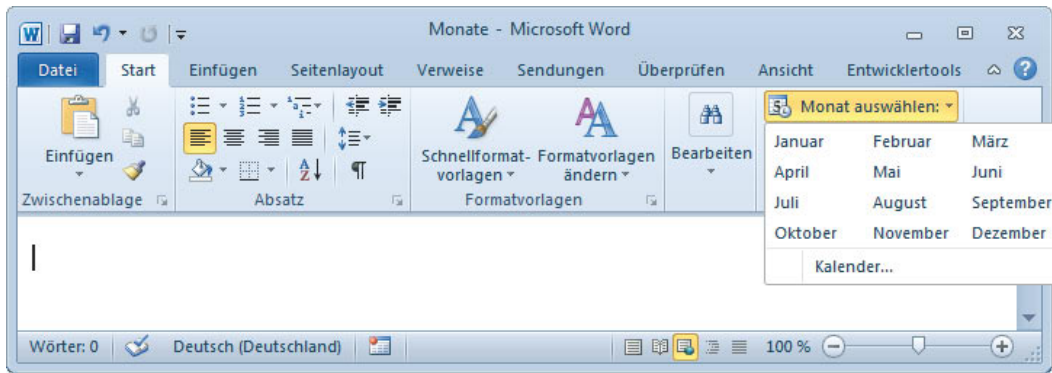 Monate - Microsoft Word
Datei Start Einfügen Seitenlayout Verweise Sendungen Überprüfen Ansicht Entwicklertools
Einfügen
Zwischenablage
Absatz
Schnellformat-
vorlagen
Formatvorlagen
ändern
Formatvorlagen
Bearbeiten
Monat auswählen:
Januar Februar März
April Mai Juni
Juli August September
Oktober November Dezember
Kalender...
Wörter: 0 Deutsch (Deutschland) 100 %